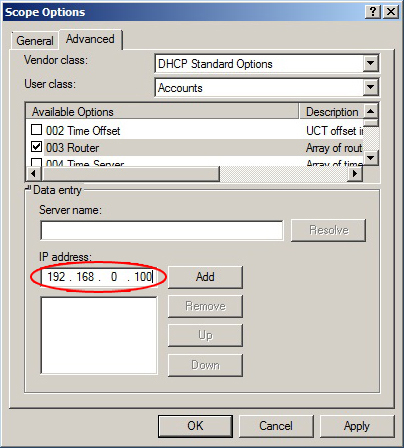 Scope Options
General Advanced
Vendor class: DHCP Standard Options
User class: Accounts
Available Options Description
002 Time Offset UCT offset in
003 Router Array of route
004 Time Server Array of time
Data entry
Server name:
Resolve
IP address:
192 . 168 . 0 . 100 Add
Remove
Up
Down
OK Cancel Apply